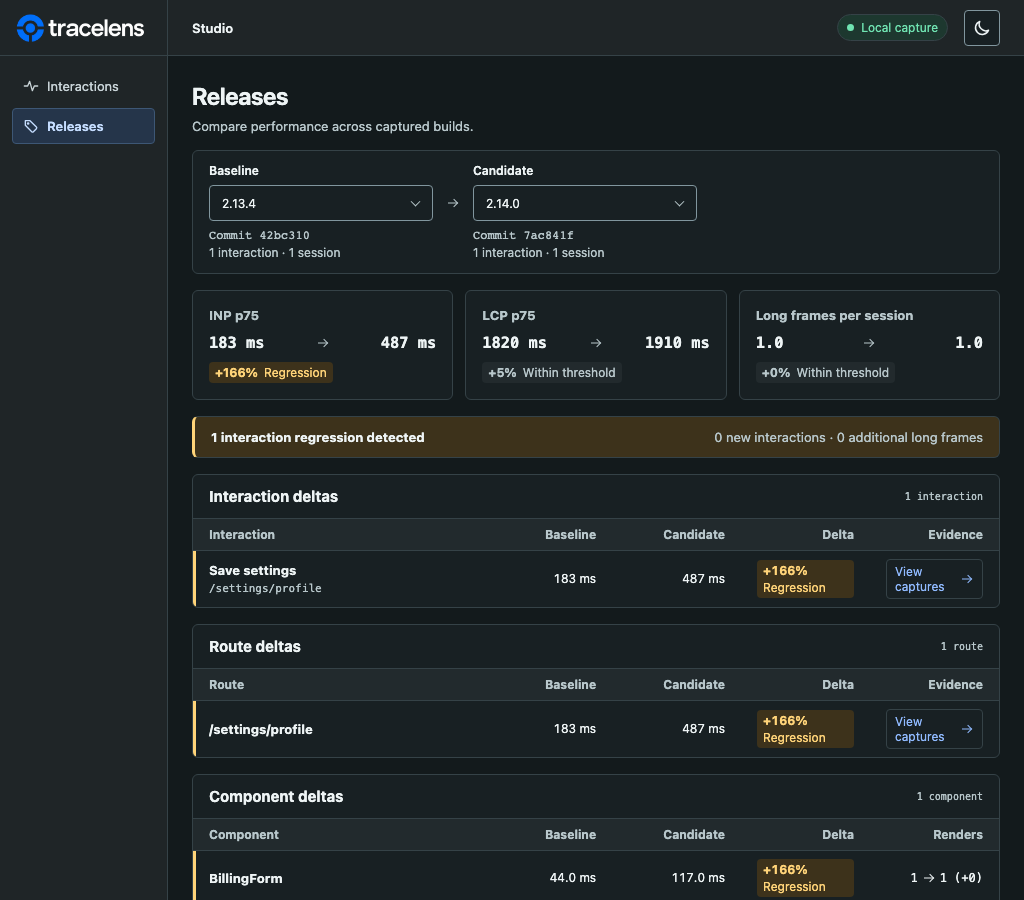 tracelens
Studio
Local capture
Interactions
Releases
Releases
Compare performance across captured builds.
Baseline
Candidate
2.13.4
→
2.14.0
Commit 42bc310
Commit 7ac841f
1 interaction · 1 session
1 interaction · 1 session
INP p75
183 ms → 487 ms
+166% Regression
LCP p75
1820 ms → 1910 ms
+5% Within threshold
Long frames per session
1.0 → 1.0
+0% Within threshold
1 interaction regression detected
0 new interactions · 0 additional long frames
Interaction deltas
1 interaction
Interaction Baseline Candidate Delta Evidence
Save settings
/settings/profile
183 ms
487 ms
+166%
Regression
View
captures →
Route deltas
1 route
Route Baseline Candidate Delta Evidence
/settings/profile
183 ms
487 ms
+166%
Regression
View
captures →
Component deltas
1 component
Component Baseline Candidate Delta Renders
BillingForm
44.0 ms
117.0 ms
+166%
Regression
1 → 1 (+0)